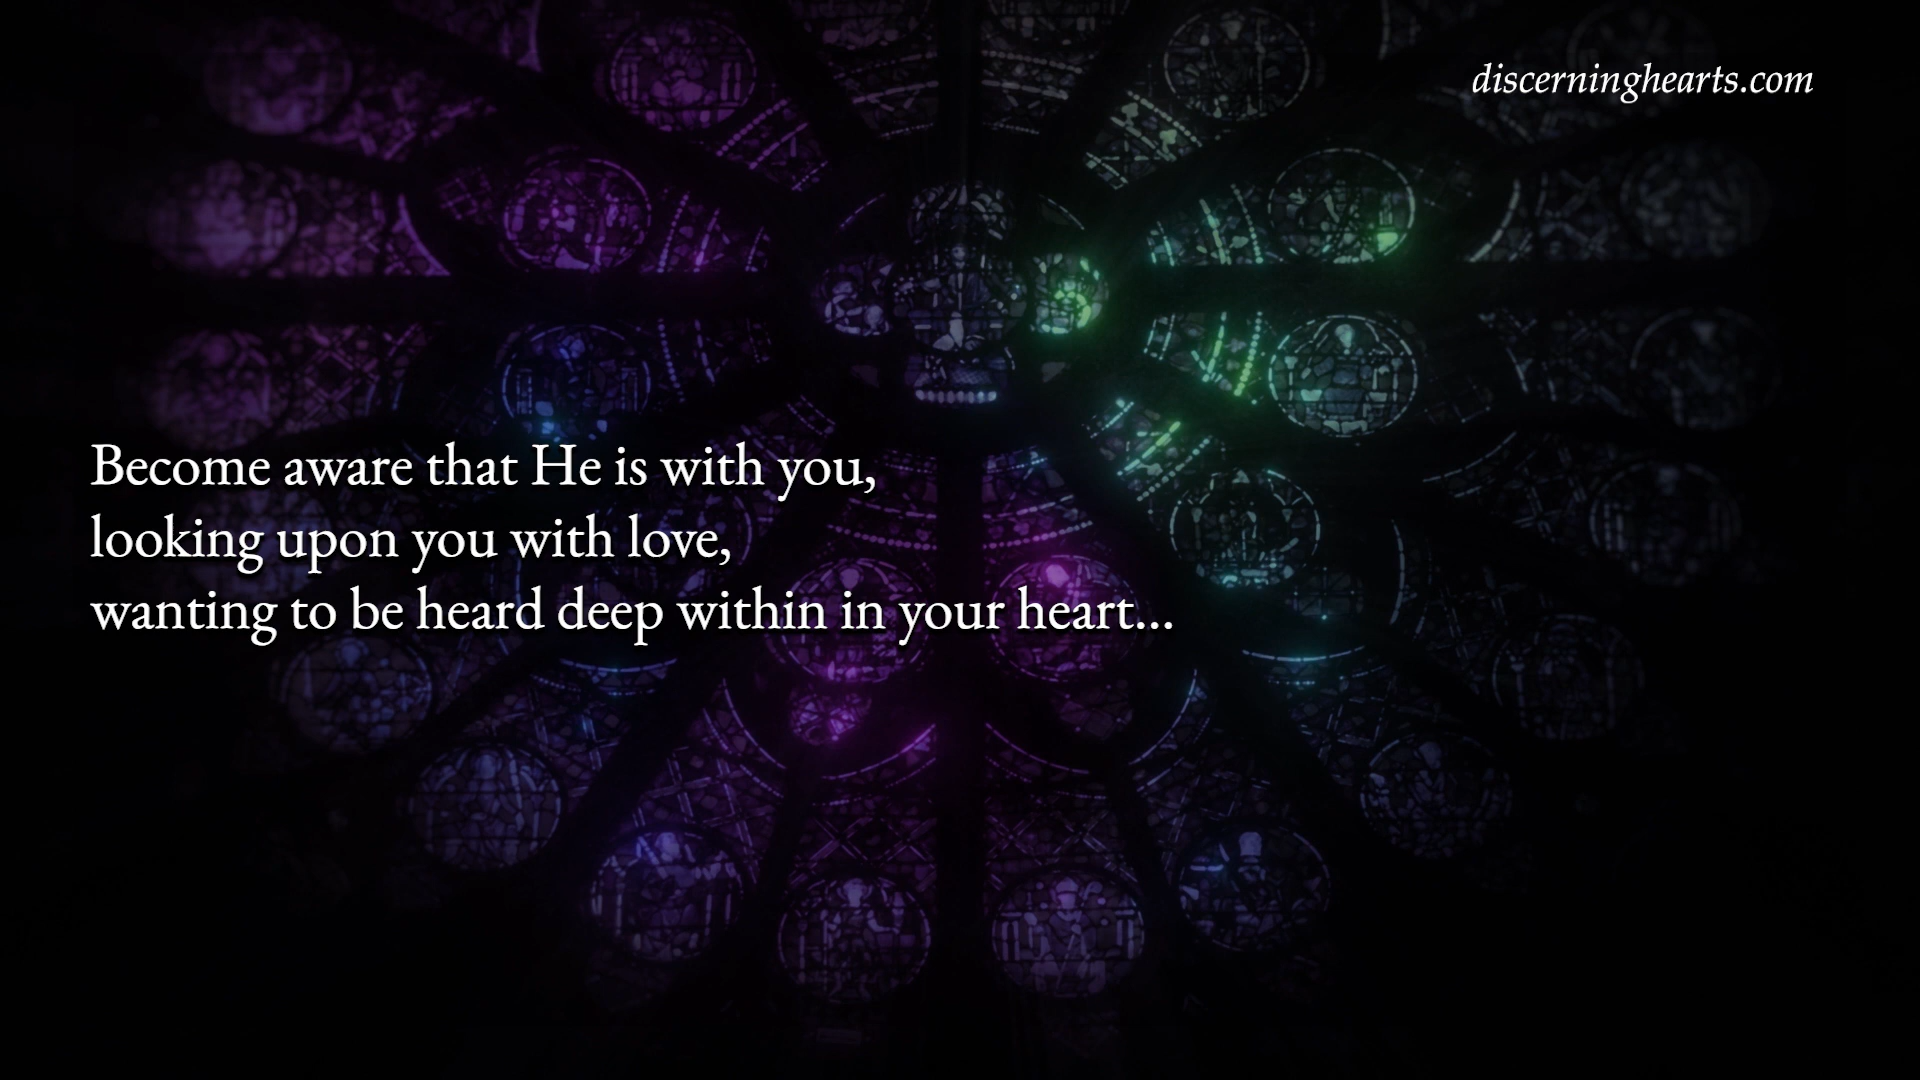 discerninghearts.com
Become aware that He is with you,
looking upon you with love,
wanting to be heard deep within in your heart...